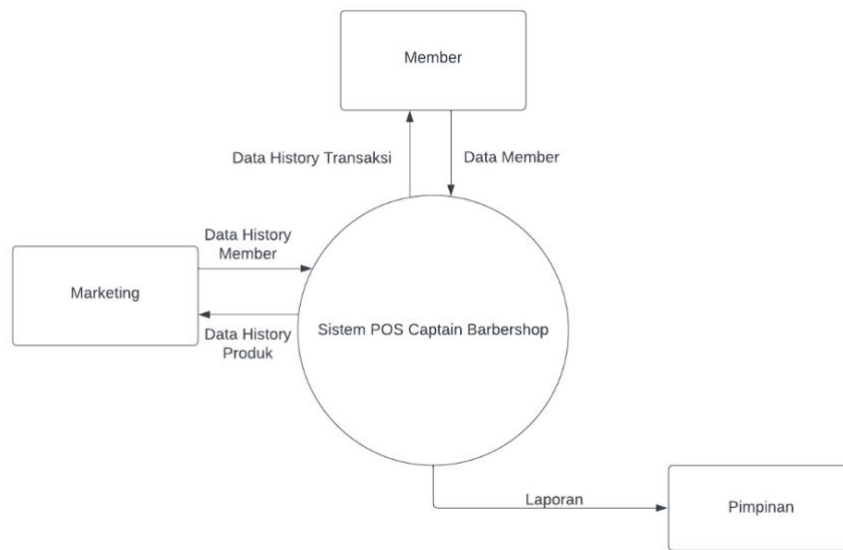 Member
Data History Transaksi
Data Member
Data History
Member
Marketing
Sistem POS Captain Barbershop
Data History
Produk
Laporan
Pimpinan